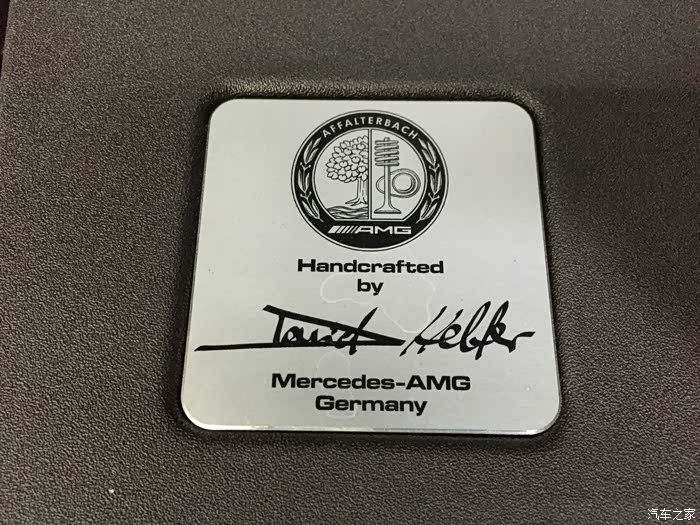 AFFALTERBACH
AMG
Handcrafted
by
Mercedes-AMG
Germany
汽车之家